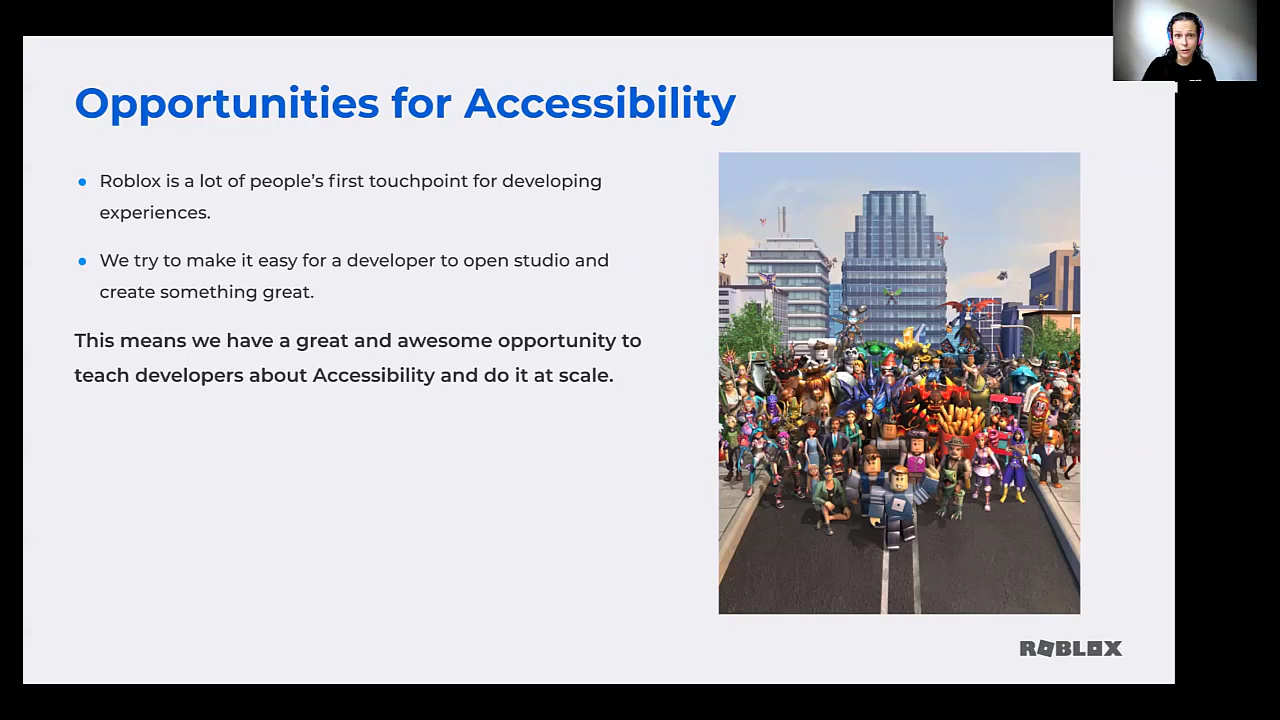 Opportunities for Accessibility
Roblox is a lot of people's first touchpoint for developing
experiences.
We try to make it easy for a developer to open studio and
create something great.
This means we have a great and awesome opportunity to
teach developers about Accessibility and do it at scale.
ROBLOX